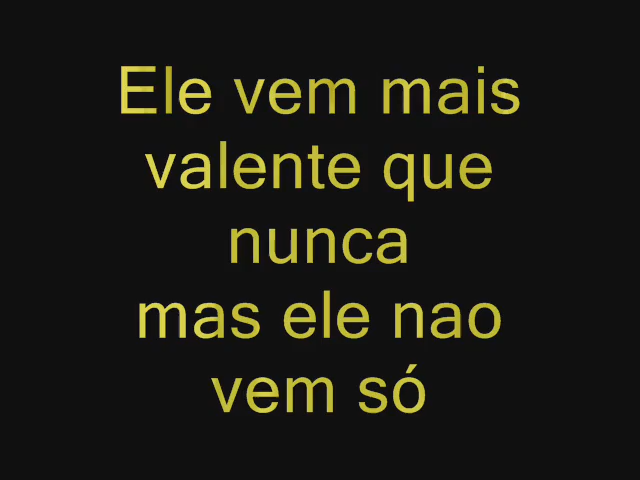 Ele vem mais
valente que
nunca
mas ele nao
vem só